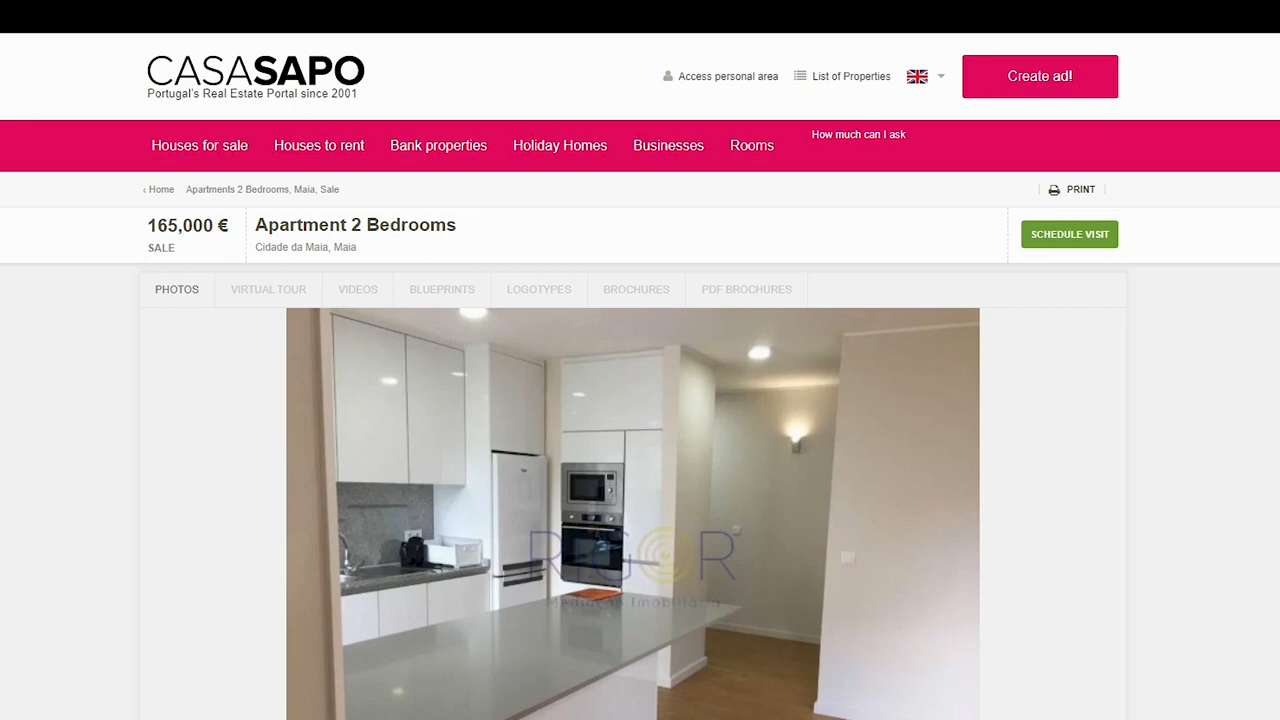 CASASAPO
Portugal's Real Estate Portal since 2001
Access personal area
List of Properties
Create ad!
Houses for sale
Houses to rent
Bank properties
Holiday Homes
Businesses
Rooms
How much can I ask
‹ Home
Apartments 2 Bedrooms, Maia, Sale
PRINT
165,000 €
SALE
Apartment 2 Bedrooms
Cidade da Maia, Maia
SCHEDULE VISIT
PHOTOS
VIRTUAL TOUR
VIDEOS
BLUEPRINTS
LOGOTYPES
BROCHURES
PDF BROCHURES
RIGOR
Mediação Imobiliária